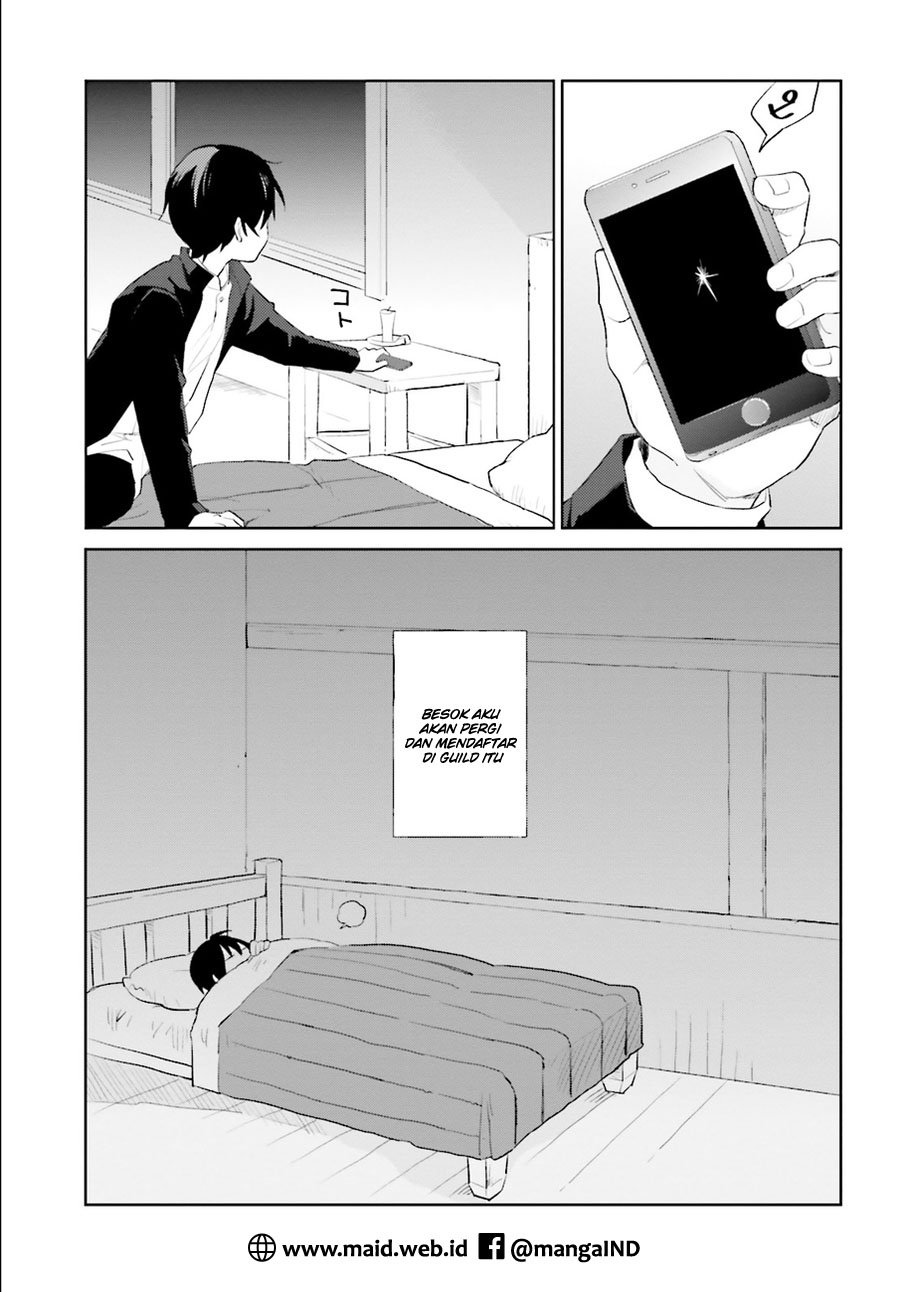 ピ
コト
BESOK AKU
AKAN PERGI
DAN MENDAFTAR
DI GUILD ITU
www.maid.web.id @mangaIND